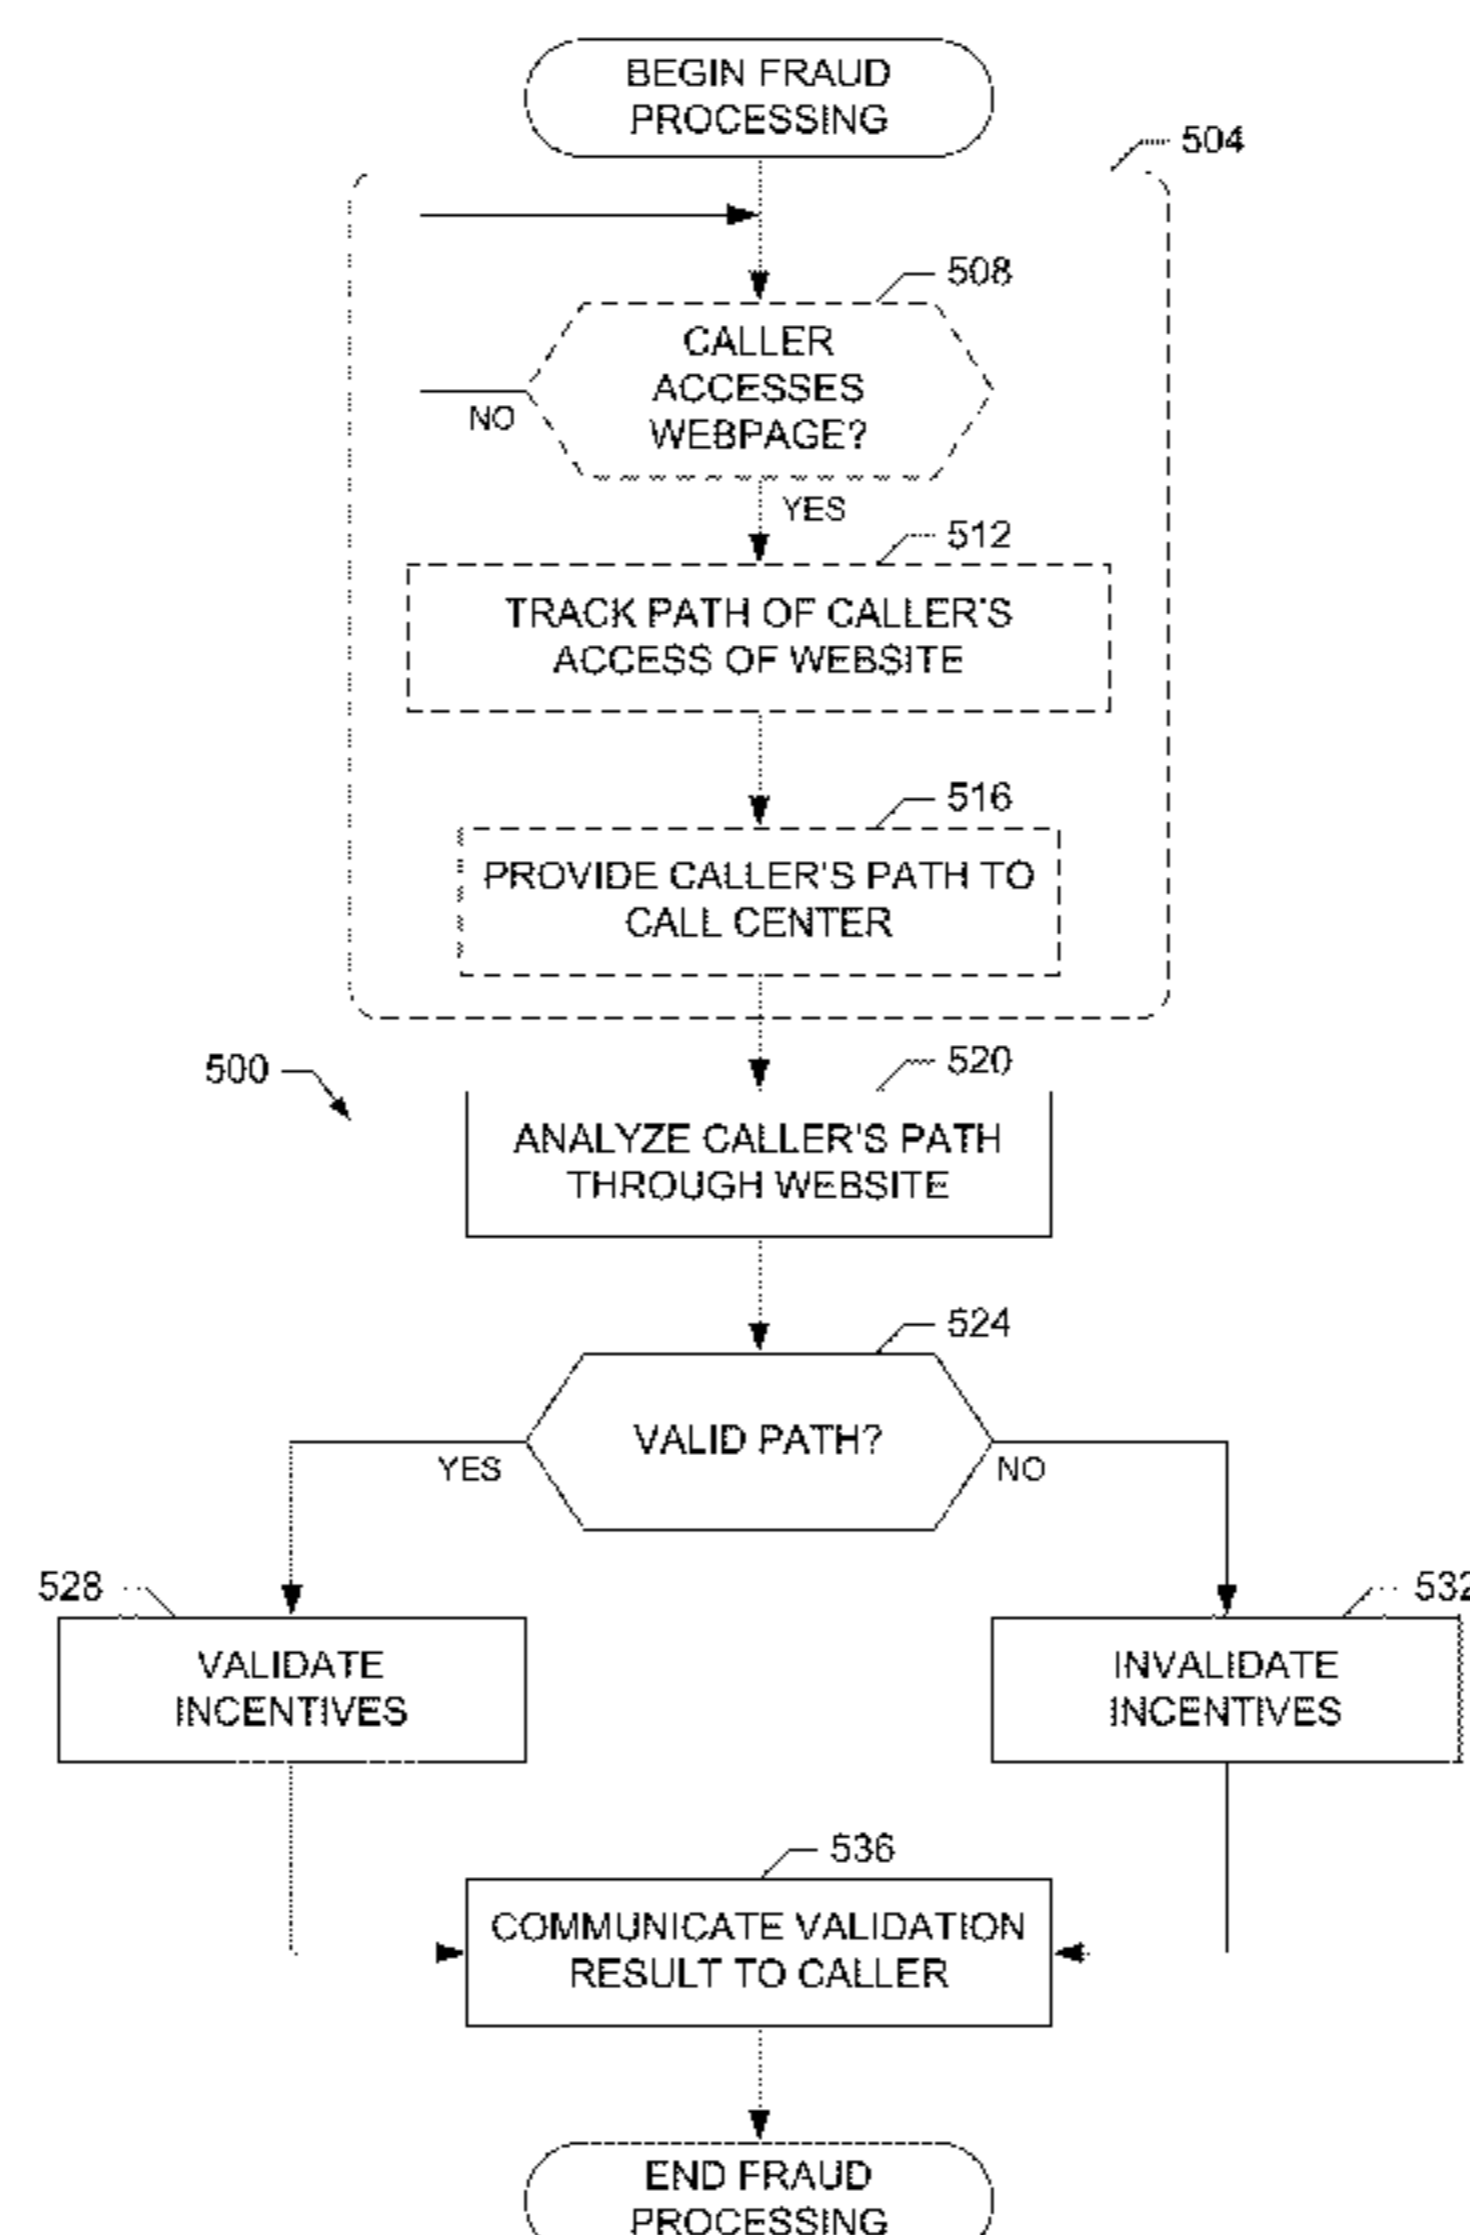 BEGIN FRAUD
PROCESSING
504
508
CALLER
ACCESSES
WEBPAGE?
NO
YES
512
TRACK PATH OF CALLER'S
ACCESS OF WEBSITE
516
PROVIDE CALLER'S PATH TO
CALL CENTER
500
520
ANALYZE CALLER'S PATH
THROUGH WEBSITE
524
VALID PATH?
YES
NO
528
532
VALIDATE
INCENTIVES
INVALIDATE
INCENTIVES
536
COMMUNICATE VALIDATION
RESULT TO CALLER
END FRAUD
PROCESSING